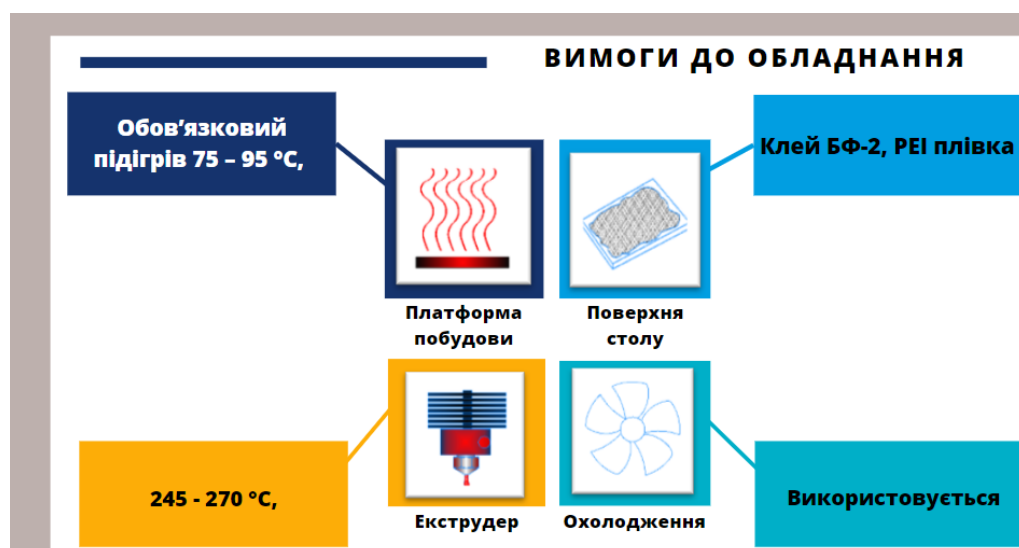 ВИМОГИ ДО ОБЛАДНАННЯ
Обов’язковий
підігрів 75 – 95 °C,
Клей БФ-2, PEI плівка
Платформа
побудови
Поверхня
столу
245 - 270 °C,
Використовується
Екструдер
Охолодження